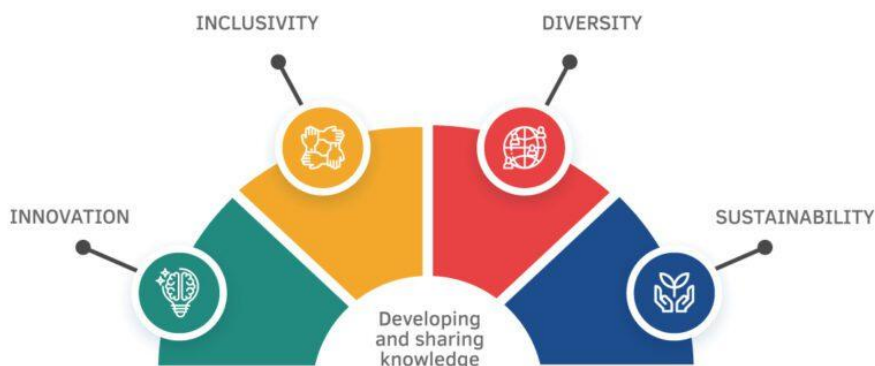 INCLUSIVITY
DIVERSITY
INNOVATION
SUSTAINABILITY
Developing
and sharing
knowledge